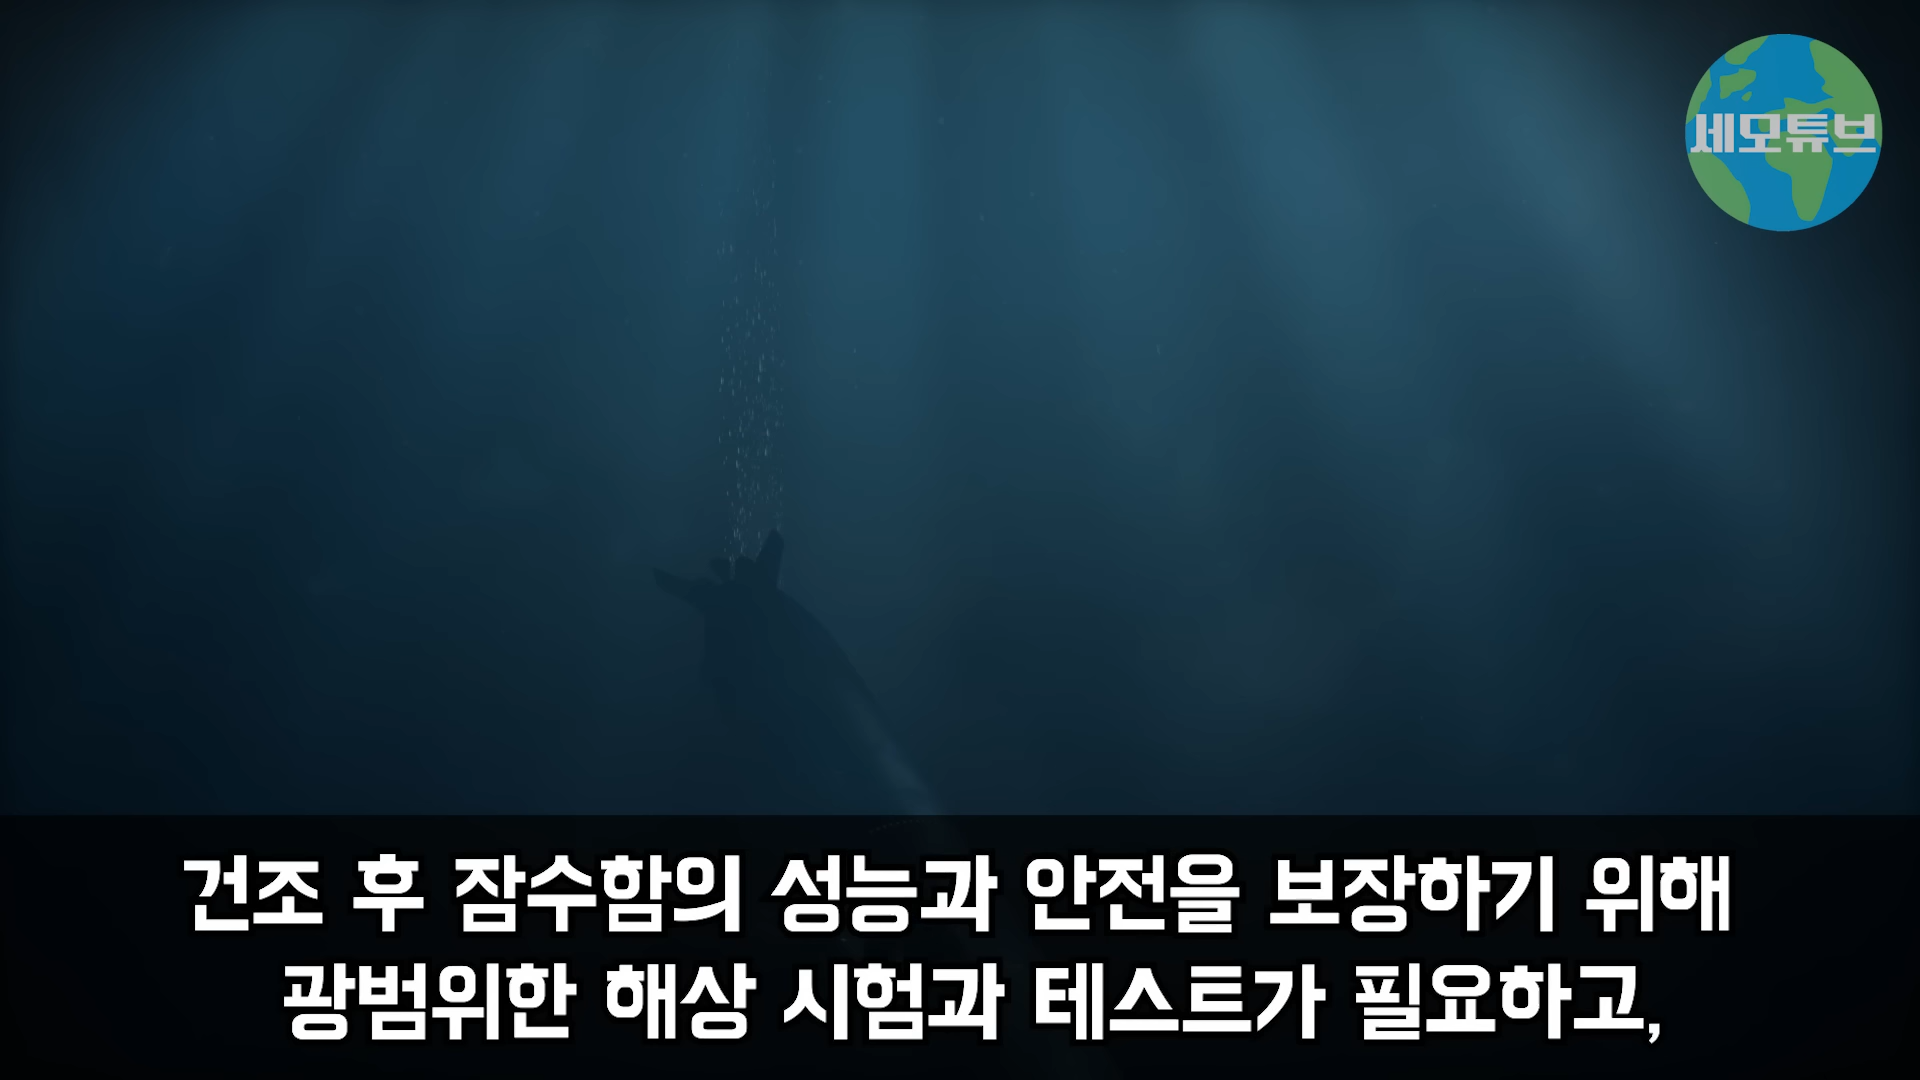 세모튜브
건조 후 잠수함의 성능과 안전을 보장하기 위해
광범위한 해상 시험과 테스트가 필요하고,